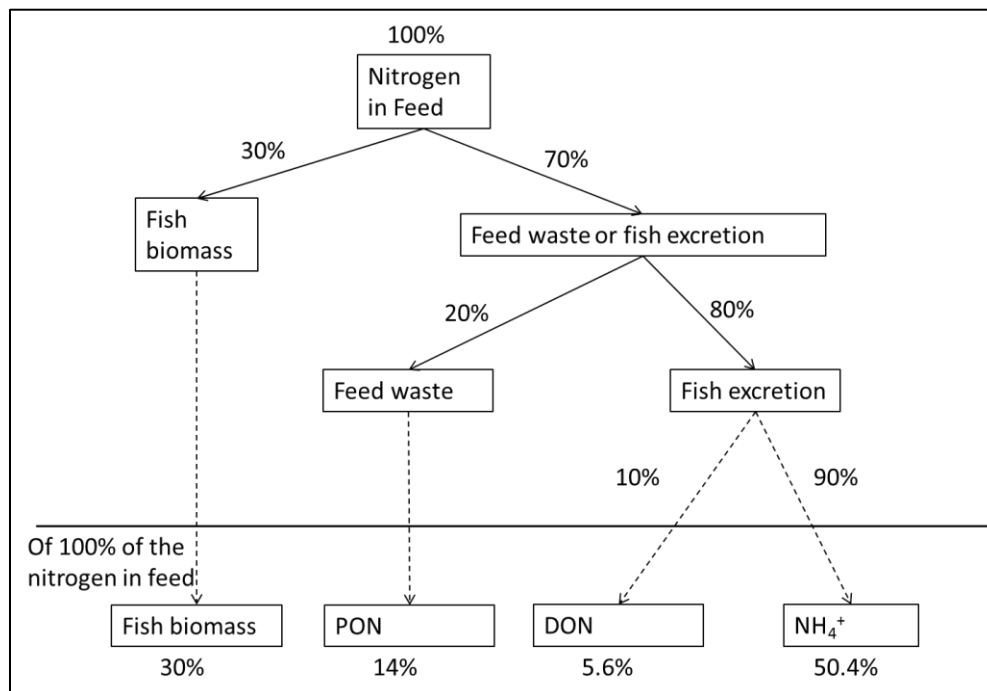 100%
Nitrogen
in Feed
30%
70%
Fish
biomass
Feed waste or fish excretion
20%
80%
Feed waste
Fish excretion
10%
90%
Of 100% of the
nitrogen in feed
Fish biomass
PON
DON
NH₄⁺
30%
14%
5.6%
50.4%